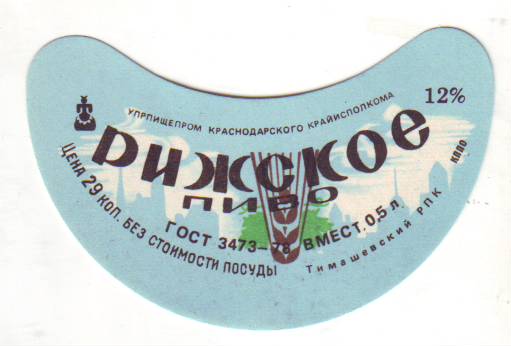 УПРПИЩЕПРОМ КРАСНОДАРСКОГО КРАЙИСПОЛКОМА
12%
РИЖСКОЕ
ПИВО
КОЛО
ГОСТ 3473-78 ВМЕСТ. 0,5 л.
ЦЕНА 29 КОП. БЕЗ СТОИМОСТИ ПОСУДЫ
Тимашевский РПК